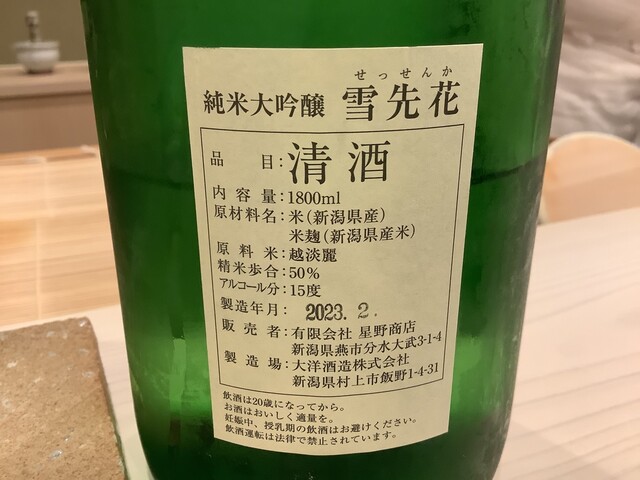 せっせんか
純米大吟醸 雪先花
品目:清酒
内容量:1800ml
原材料名:米(新潟県産)
米麹(新潟県産米)
原料米:越淡麗
精米歩合:50%
アルコール分:15度
製造年月:2023.2.
販売者:有限会社 星野商店
新潟県燕市分水大武3-1-4
製造場:大洋酒造株式会社
新潟県村上市飯野1-4-31
飲酒は20歳になってから。
お酒はおいしく適量を。
妊娠中、授乳期の飲酒はお避けください。
飲酒運転は法律で禁止されています。